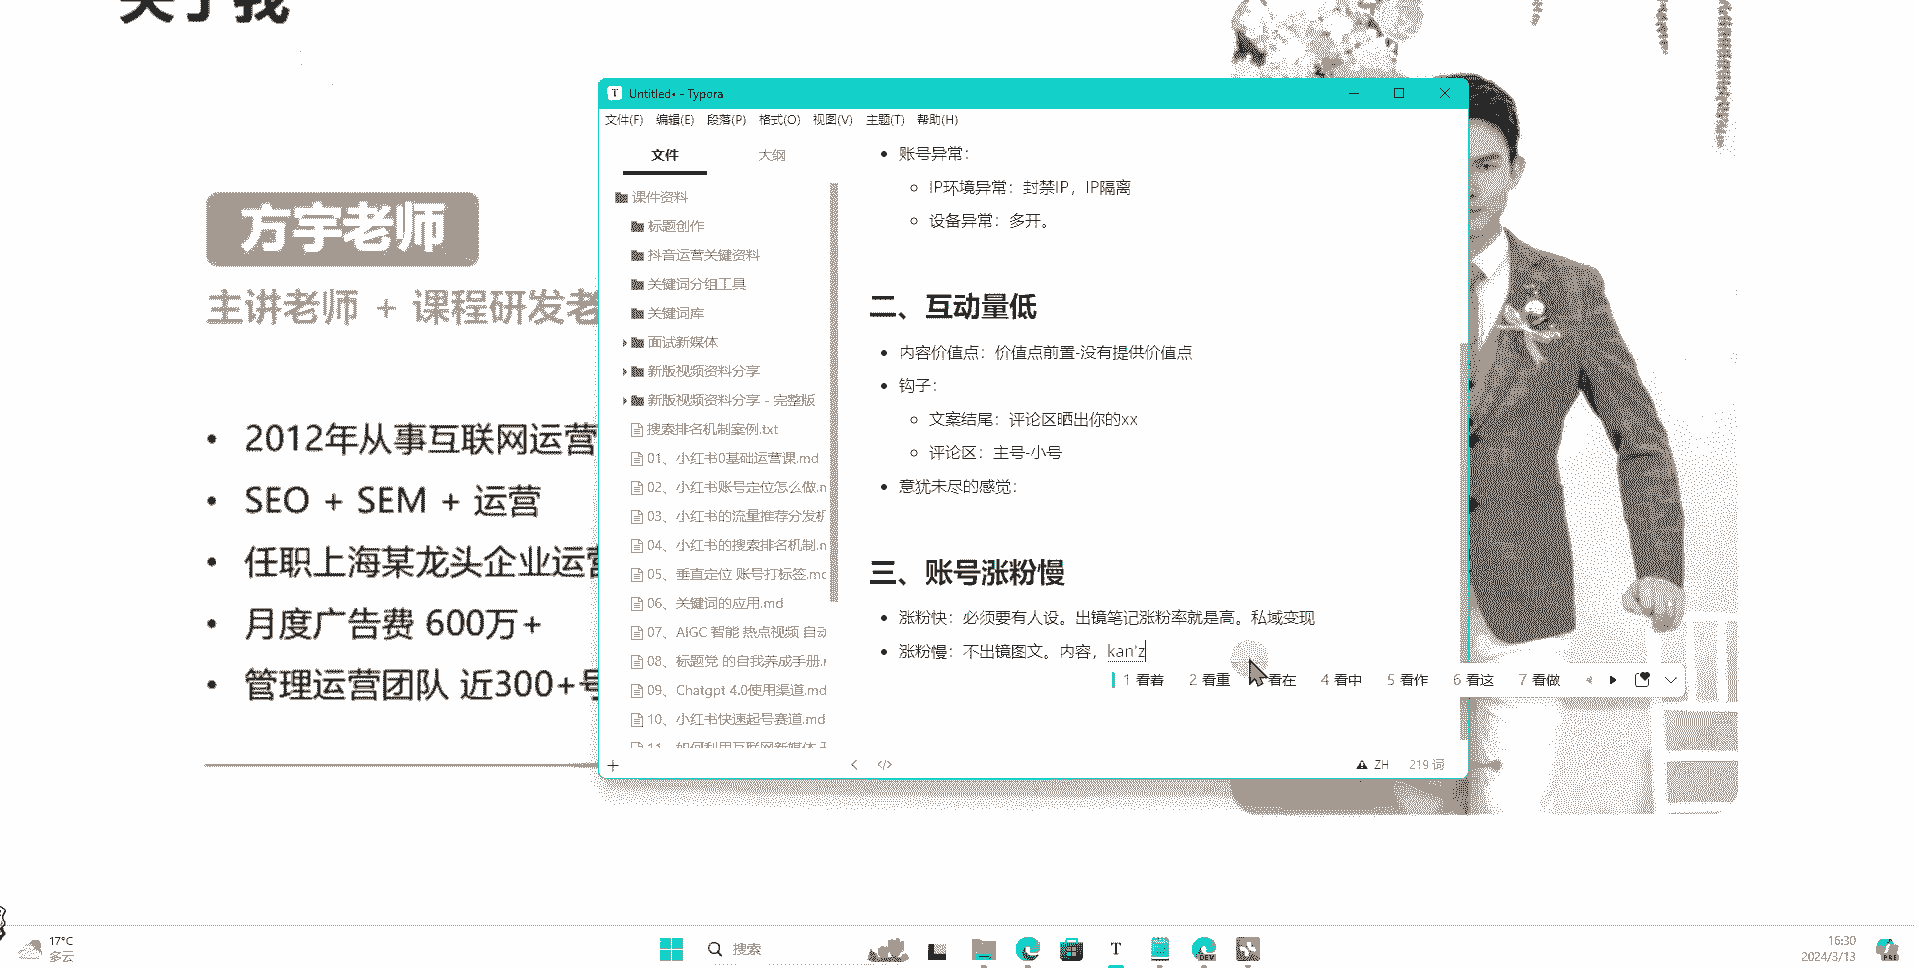 关于我
方宇老师
主讲老师 + 课程研发老
2012年从事互联网运营
SEO + SEM + 运营
任职上海某龙头企业运营
月度广告费 600万+
管理运营团队 近300+号
Untitled• - Typora
文件(F) 编辑(E) 段落(P) 格式(O) 视图(V) 主题(T) 帮助(H)
文件 大纲
课件资料
标题创作
抖音运营关键资料
关键词分组工具
关键词库
面试新媒体
新版视频资料分享
新版视频资料分享 - 完整版
搜索排名机制案例.txt
01、小红书0基础运营课.md
02、小红书账号定位怎么做.m
03、小红书的流量推荐分发机
04、小红书的搜索排名机制.m
05、垂直定位 账号打标签.md
06、关键词的应用.md
07、AIGC 智能 热点视频 自动
08、标题党 的自我养成手册.m
09、Chatgpt 4.0使用渠道.md
10、小红书快速起号赛道.md
11、如何利用互联网新媒体
账号异常：
IP环境异常：封禁IP，IP隔离
设备异常：多开。
二、互动量低
内容价值点：价值点前置-没有提供价值点
钩子：
文案结尾：评论区晒出你的xx
评论区：主号-小号
意犹未尽的感觉：
三、账号涨粉慢
涨粉快：必须要有人设。出镜笔记涨粉率就是高。私域变现
涨粉慢：不出镜图文。内容，kan'z
1 看着 2 看重 看在 4 看中 5 看作 6 看这 7 看做
ZH 219 词
17°C
多云
搜索
DEV
16:30
2024/3/13
PRE